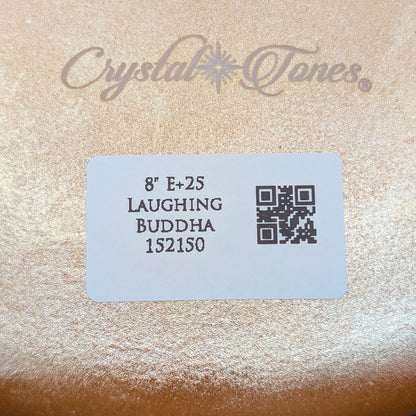 Crystal Tones®
8" E+25
LAUGHING
BUDDHA
152150